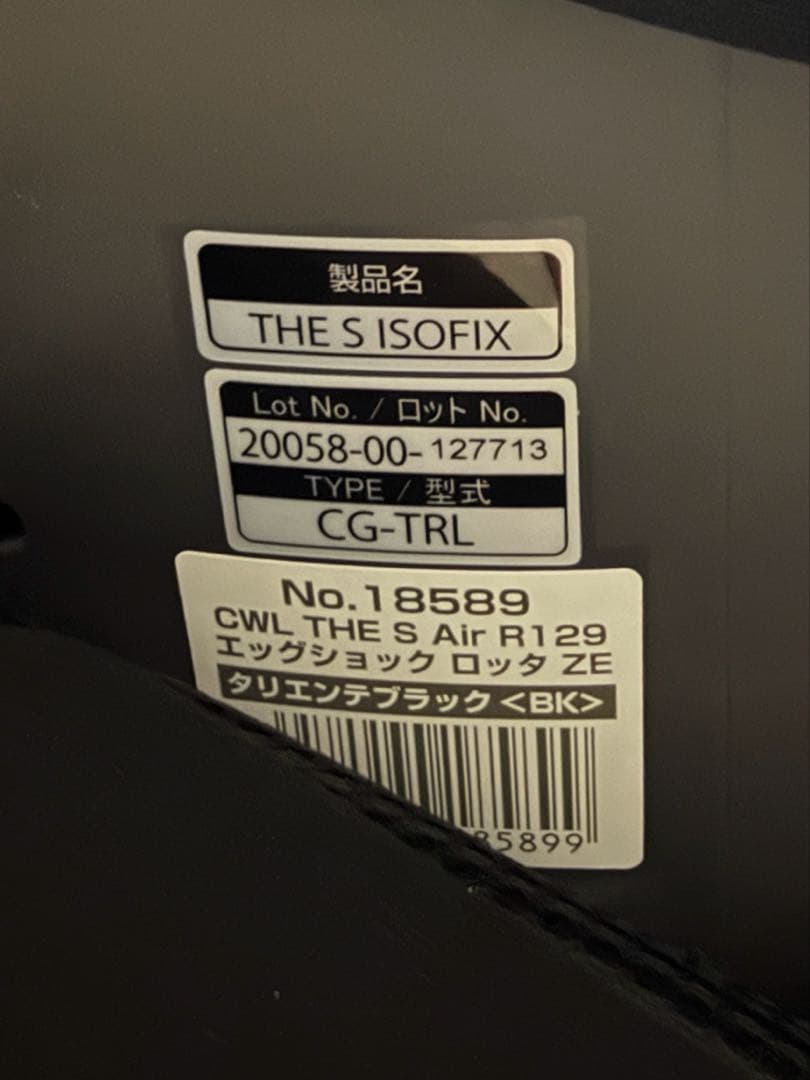 製品名
THE S ISOFIX
Lot No. / ロット No.
20058-00-127713
TYPE / 型式
CG-TRL
No.18589
CWL THE S Air R129
エッグショック ロッタ ZE
タリエンテブラック<BK>
85899